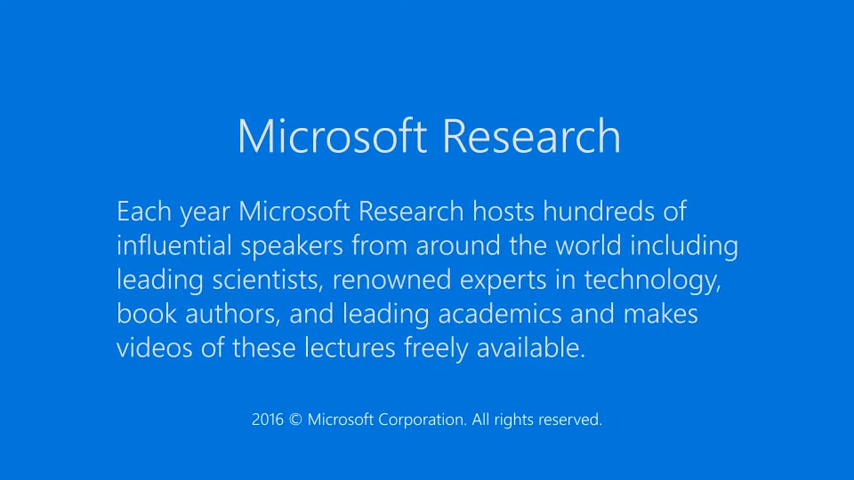 Microsoft Research
Each year Microsoft Research hosts hundreds of
influential speakers from around the world including
leading scientists, renowned experts in technology,
book authors, and leading academics and makes
videos of these lectures freely available.
2016 © Microsoft Corporation. All rights reserved.